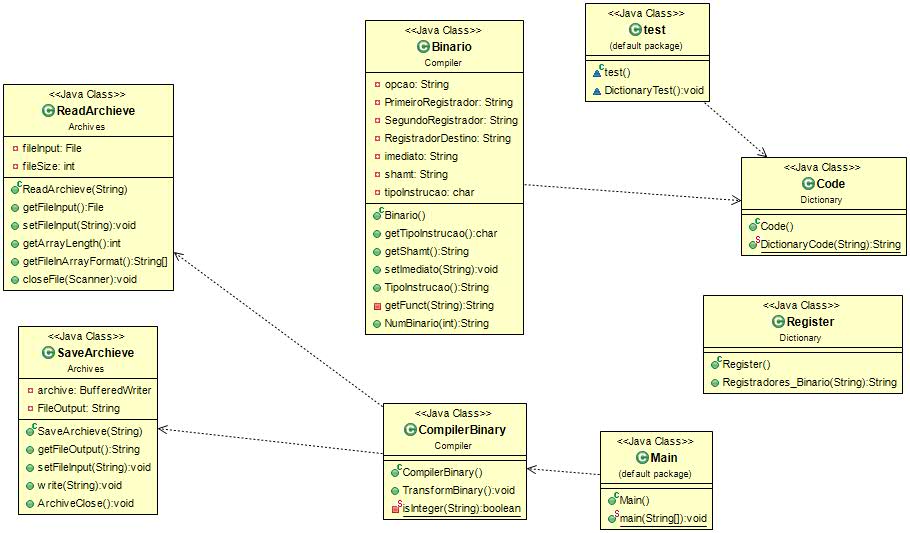 <<Java Class>>
ReadArchieve
Archives
fileInput: File
fileSize: int
ReadArchieve(String)
getFileInput():File
setFileInput(String):void
getArrayLength():int
getFileInArrayFormat():String[]
closeFile(Scanner):void
<<Java Class>>
SaveArchieve
Archives
archive: BufferedWriter
FileOutput: String
SaveArchieve(String)
getFileOutput():String
setFileInput(String):void
write(String):void
ArchiveClose():void
<<Java Class>>
Binario
Compiler
opcao: String
PrimeiroRegistrador: String
SegundoRegistrador: String
RegistradorDestino: String
imediato: String
shamt: String
tipoInstrucao: char
Binario()
getTipoInstrucao():char
getShamt():String
setImediato(String):void
TipoInstrucao():String
getFunct(String):String
NumBinario(int):String
<<Java Class>>
CompilerBinary
Compiler
CompilerBinary()
TransformBinary():void
isInteger(String):boolean
<<Java Class>>
test
(default package)
test()
DictionaryTest():void
<<Java Class>>
Code
Dictionary
Code()
DictionaryCode(String):String
<<Java Class>>
Register
Dictionary
Register()
Registradores_Binario(String):String
<<Java Class>>
Main
(default package)
Main()
main(String[]):void